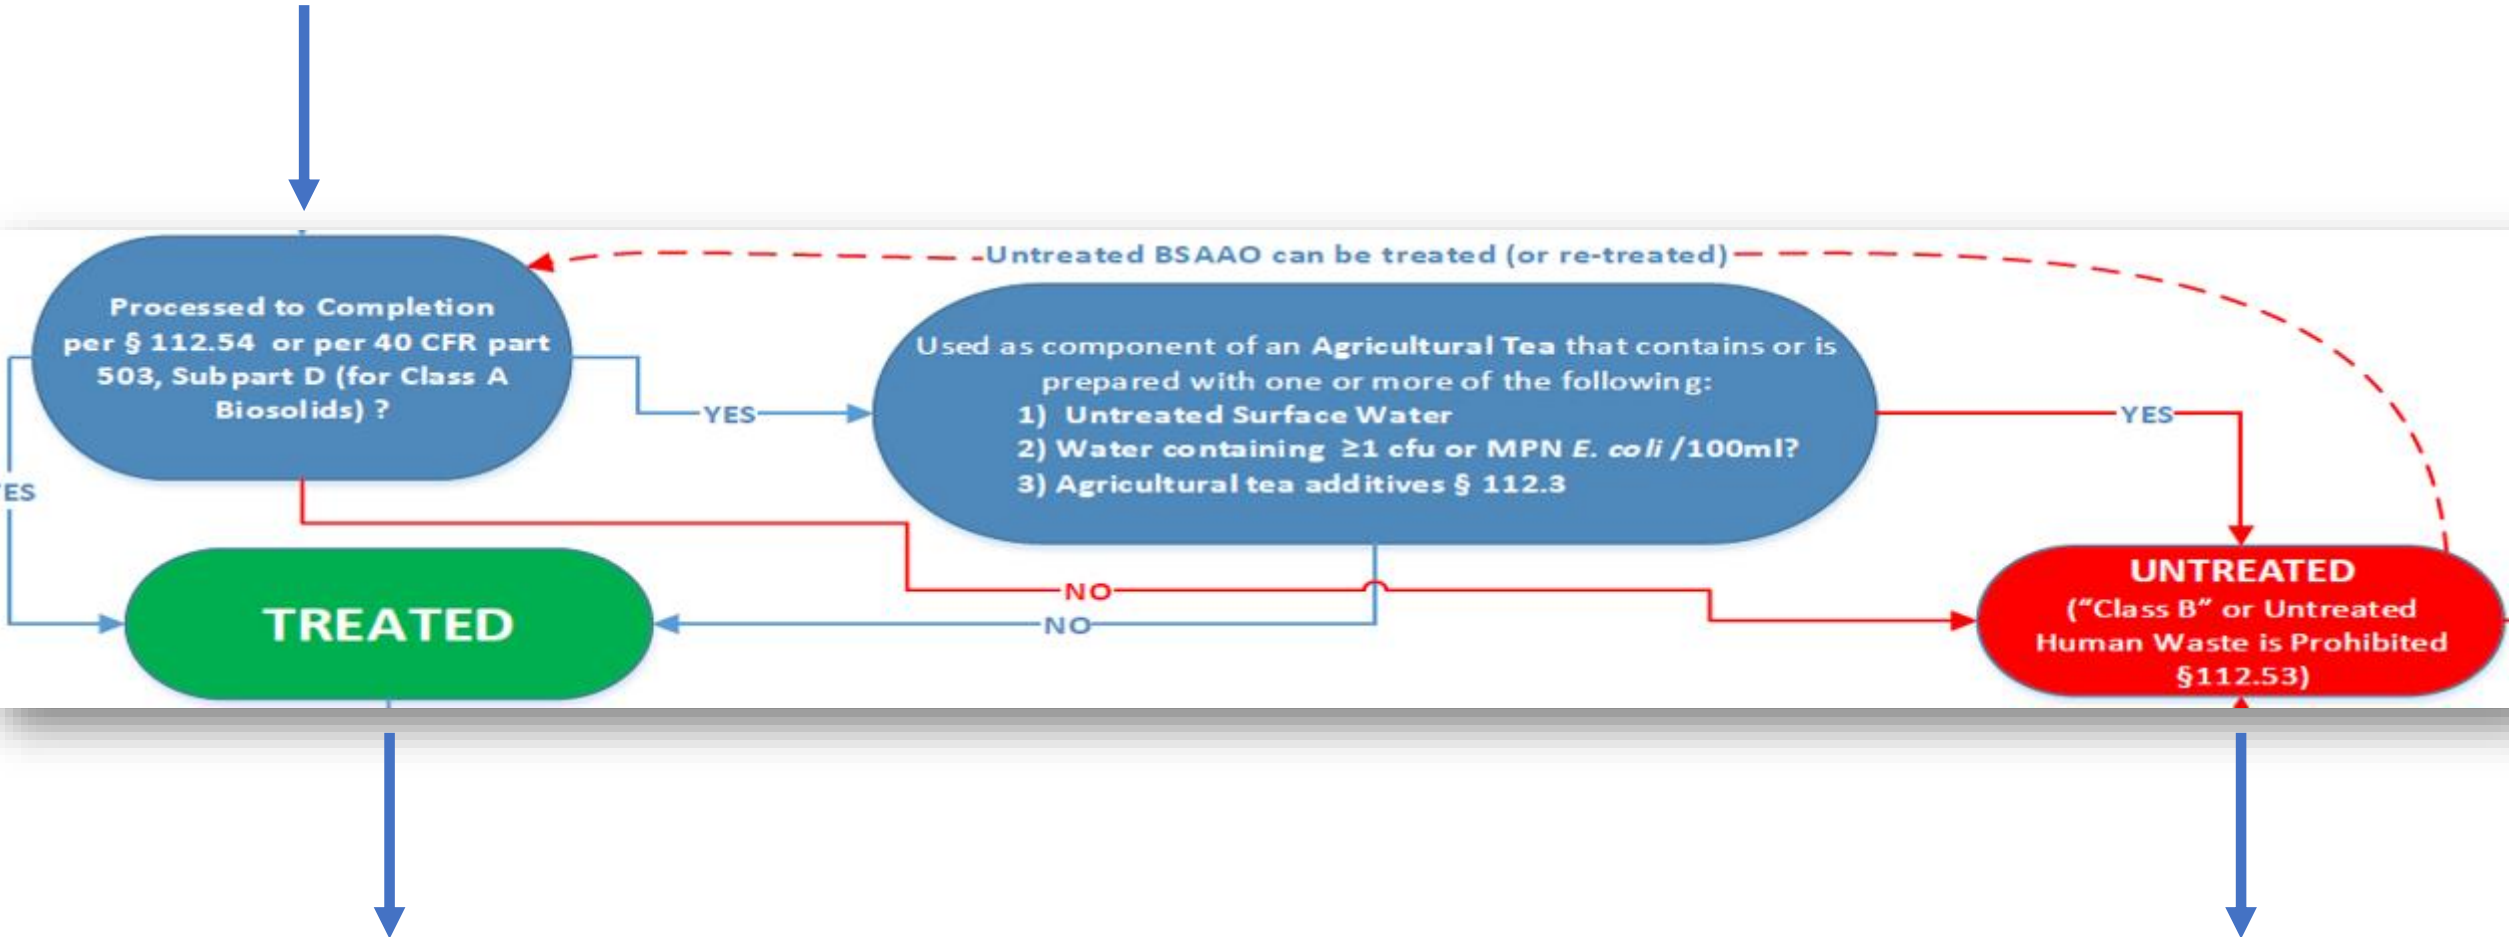 Untreated BSAAO can be treated (or re-treated)
Processed to Completion
per § 112.54 or per 40 CFR part
503, Subpart D (for Class A
Biosolids) ?
YES
Used as component of an Agricultural Tea that contains or is
prepared with one or more of the following:
1) Untreated Surface Water
2) Water containing ≥1 cfu or MPN E. coli /100ml?
3) Agricultural tea additives § 112.3
YES
ES
NO
NO
TREATED
UNTREATED
(“Class B” or Untreated
Human Waste is Prohibited
§112.53)